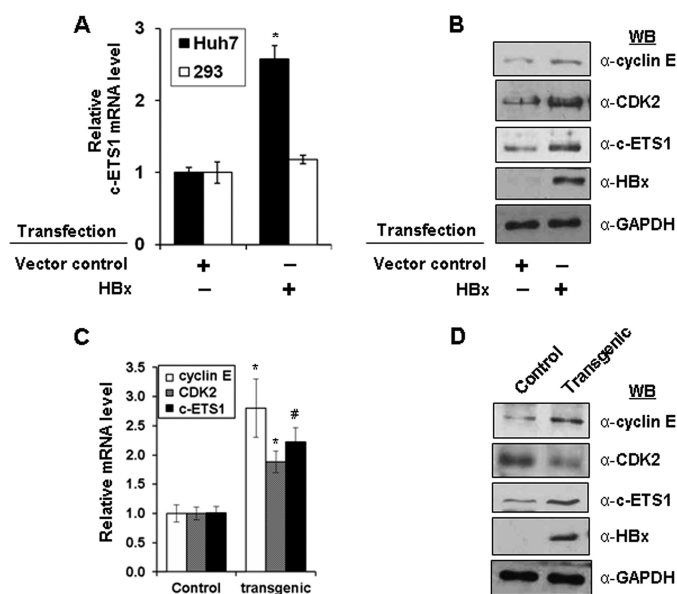 A
Relative
c-ETS1 mRNA level
3
2
1
0
Huh7
293
*
Transfection
Vector control + −
HBx − +
B
WB
α-cyclin E
α-CDK2
α-c-ETS1
α-HBx
α-GAPDH
Transfection
Vector control + −
HBx − +
C
Relative mRNA level
3.5
3.0
2.5
2.0
1.5
1.0
0.5
0.0
cyclin E
CDK2
c-ETS1
* * #
Control transgenic
D
Control Transgenic
WB
α-cyclin E
α-CDK2
α-c-ETS1
α-HBx
α-GAPDH